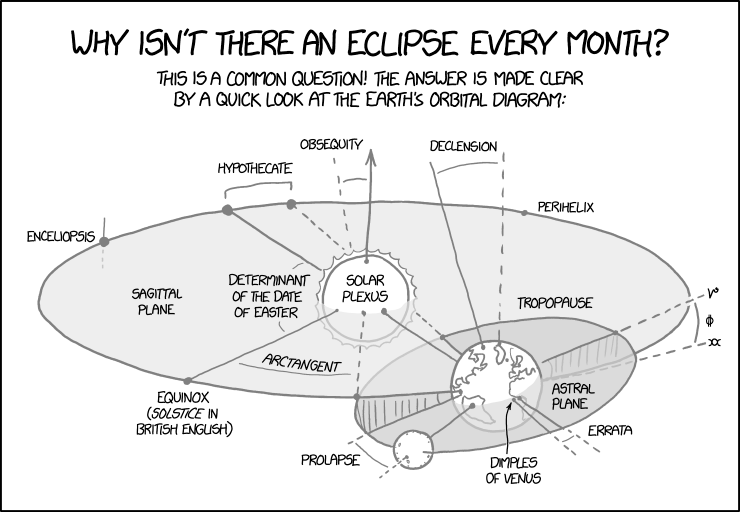 WHY ISN'T THERE AN ECLIPSE EVERY MONTH?
THIS IS A COMMON QUESTION! THE ANSWER IS MADE CLEAR
BY A QUICK LOOK AT THE EARTH'S ORBITAL DIAGRAM:
OBSEQUITY
DECLENSION
HYPOTHECATE
PERIHELIX
ENCELIOPSIS
SAGITTAL
PLANE
DETERMINANT
OF THE DATE
OF EASTER
SOLAR
PLEXUS
TROPOPAUSE
ϕ
ARCTANGENT
EQUINOX
(SOLSTICE IN
BRITISH ENGLISH)
ASTRAL
PLANE
ERRATA
PROLAPSE
DIMPLES
OF VENUS